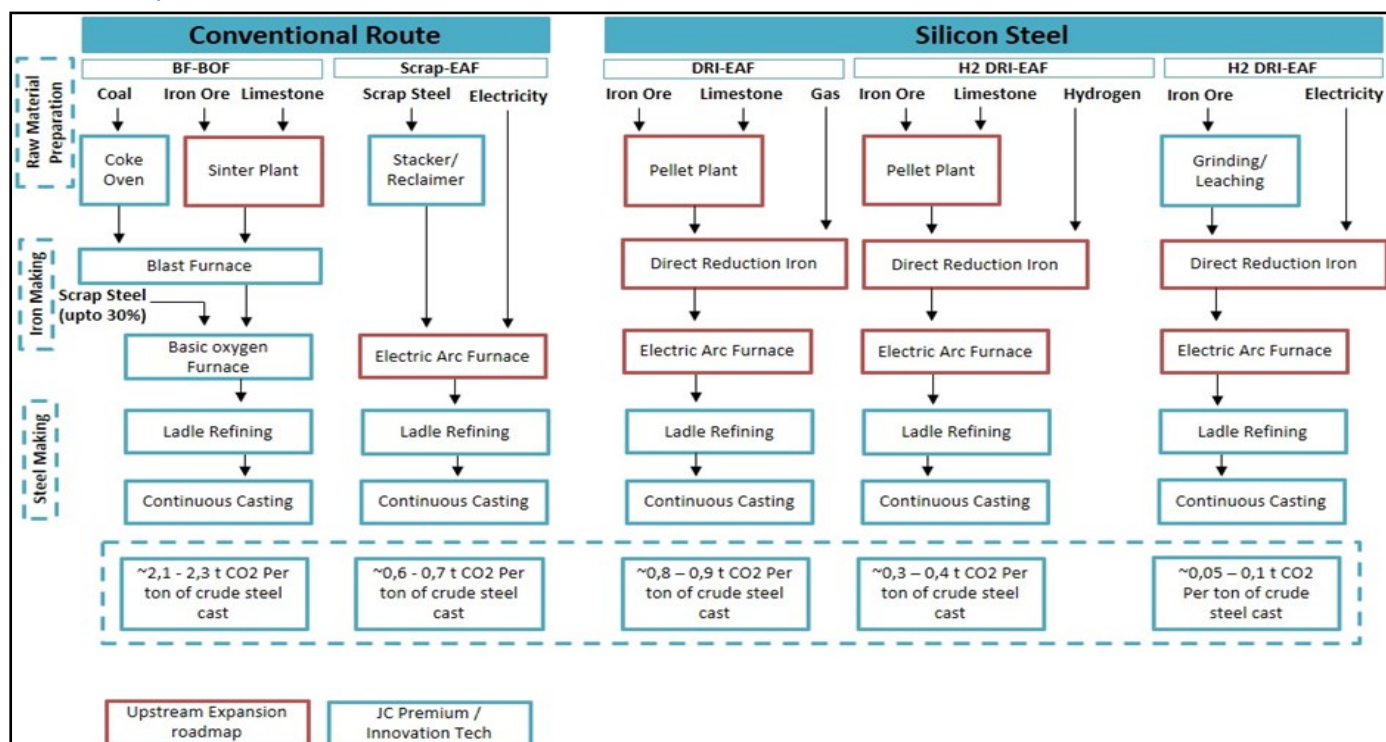 Conventional Route
Silicon Steel
BF-BOF
Scrap-EAF
DRI-EAF
H2 DRI-EAF
H2 DRI-EAF
Raw Material
Preparation
Coal
Iron Ore
Limestone
Scrap Steel
Electricity
Iron Ore
Limestone
Gas
Iron Ore
Limestone
Hydrogen
Iron Ore
Electricity
Coke
Oven
Sinter Plant
Stacker/
Reclaimer
Pellet Plant
Pellet Plant
Grinding/
Leaching
Iron Making
Blast Furnace
Direct Reduction Iron
Direct Reduction Iron
Direct Reduction Iron
Scrap Steel
(upto 30%)
Basic oxygen
Furnace
Electric Arc Furnace
Electric Arc Furnace
Electric Arc Furnace
Electric Arc Furnace
Steel Making
Ladle Refining
Ladle Refining
Ladle Refining
Ladle Refining
Ladle Refining
Continuous Casting
Continuous Casting
Continuous Casting
Continuous Casting
Continuous Casting
~2,1 - 2,3 t CO2 Per
ton of crude steel
cast
~0,6 - 0,7 t CO2 Per
ton of crude steel
cast
~0,8 – 0,9 t CO2 Per
ton of crude steel
cast
~0,3 – 0,4 t CO2 Per
ton of crude steel
cast
~0,05 – 0,1 t CO2
Per ton of crude
steel cast
Upstream Expansion
roadmap
JC Premium /
Innovation Tech